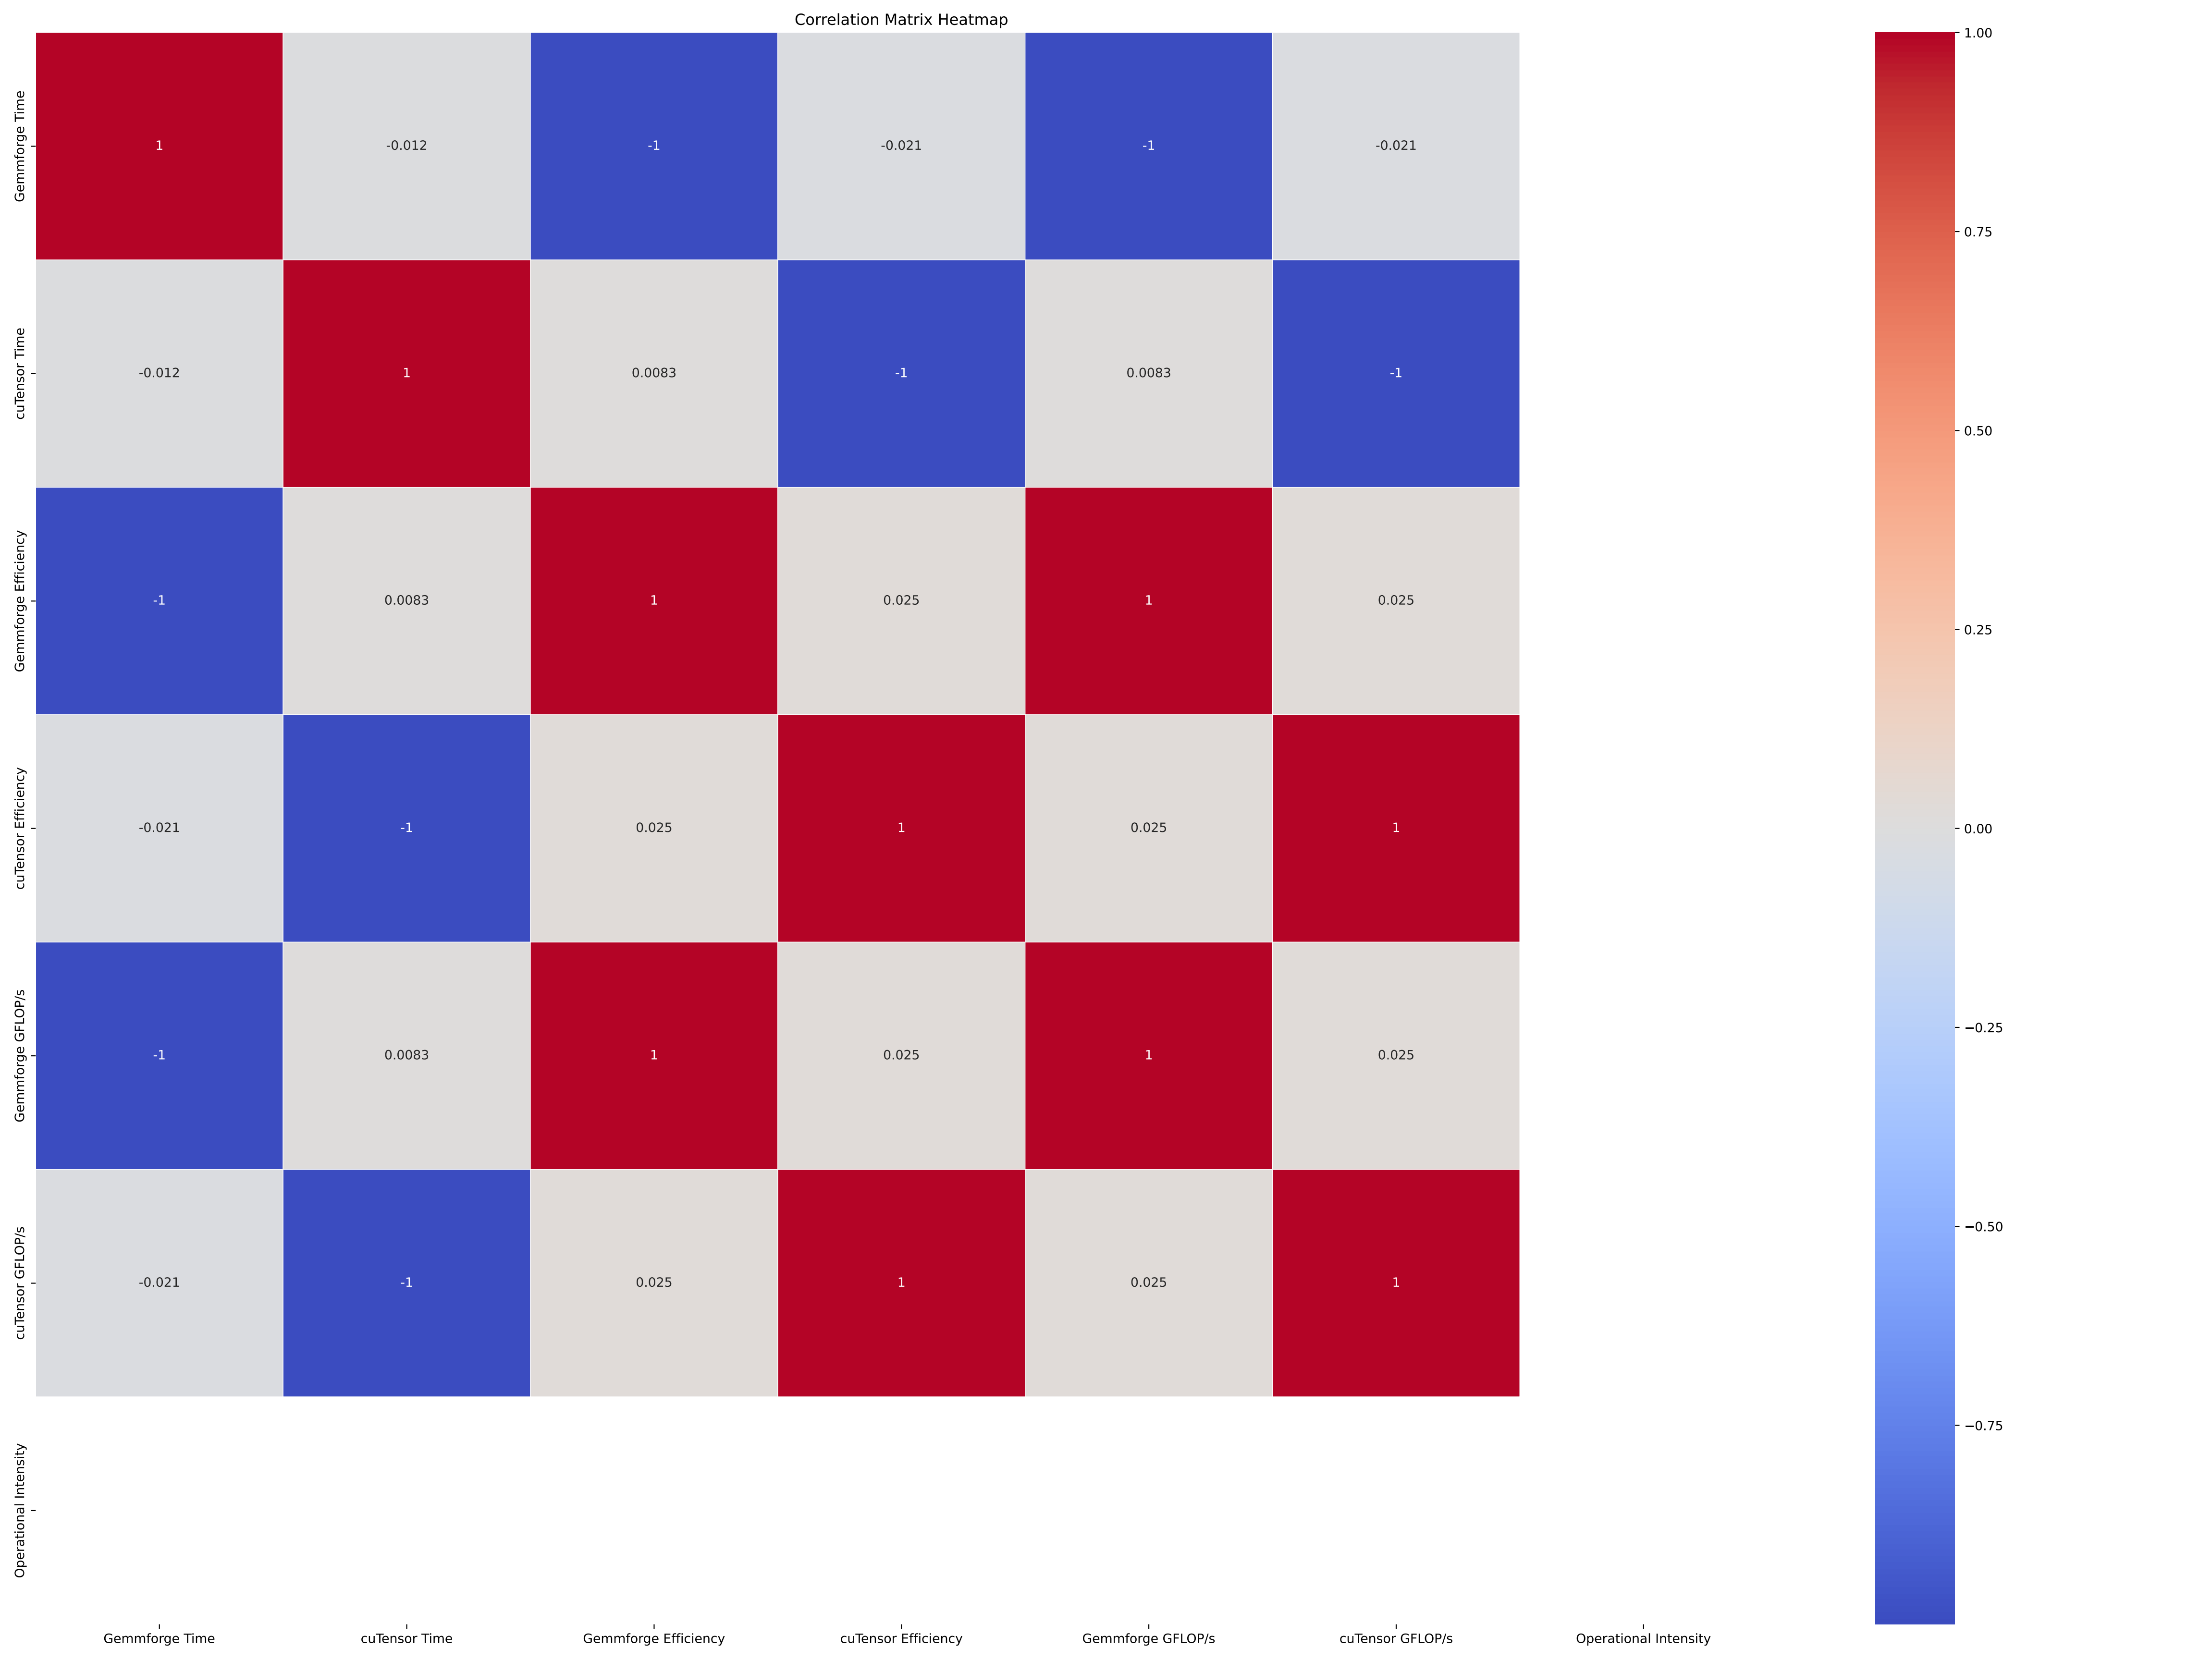 Correlation Matrix Heatmap
Gemmforge Time
1
-0.012
-1
-0.021
-1
-0.021
cuTensor Time
-0.012
1
0.0083
-1
0.0083
-1
Gemmforge Efficiency
-1
0.0083
1
0.025
1
0.025
cuTensor Efficiency
-0.021
-1
0.025
1
0.025
1
Gemmforge GFLOP/s
-1
0.0083
1
0.025
1
0.025
cuTensor GFLOP/s
-0.021
-1
0.025
1
0.025
1
Operational Intensity
Gemmforge Time
cuTensor Time
Gemmforge Efficiency
cuTensor Efficiency
Gemmforge GFLOP/s
cuTensor GFLOP/s
Operational Intensity
1.00
0.75
0.50
0.25
0.00
−0.25
−0.50
−0.75